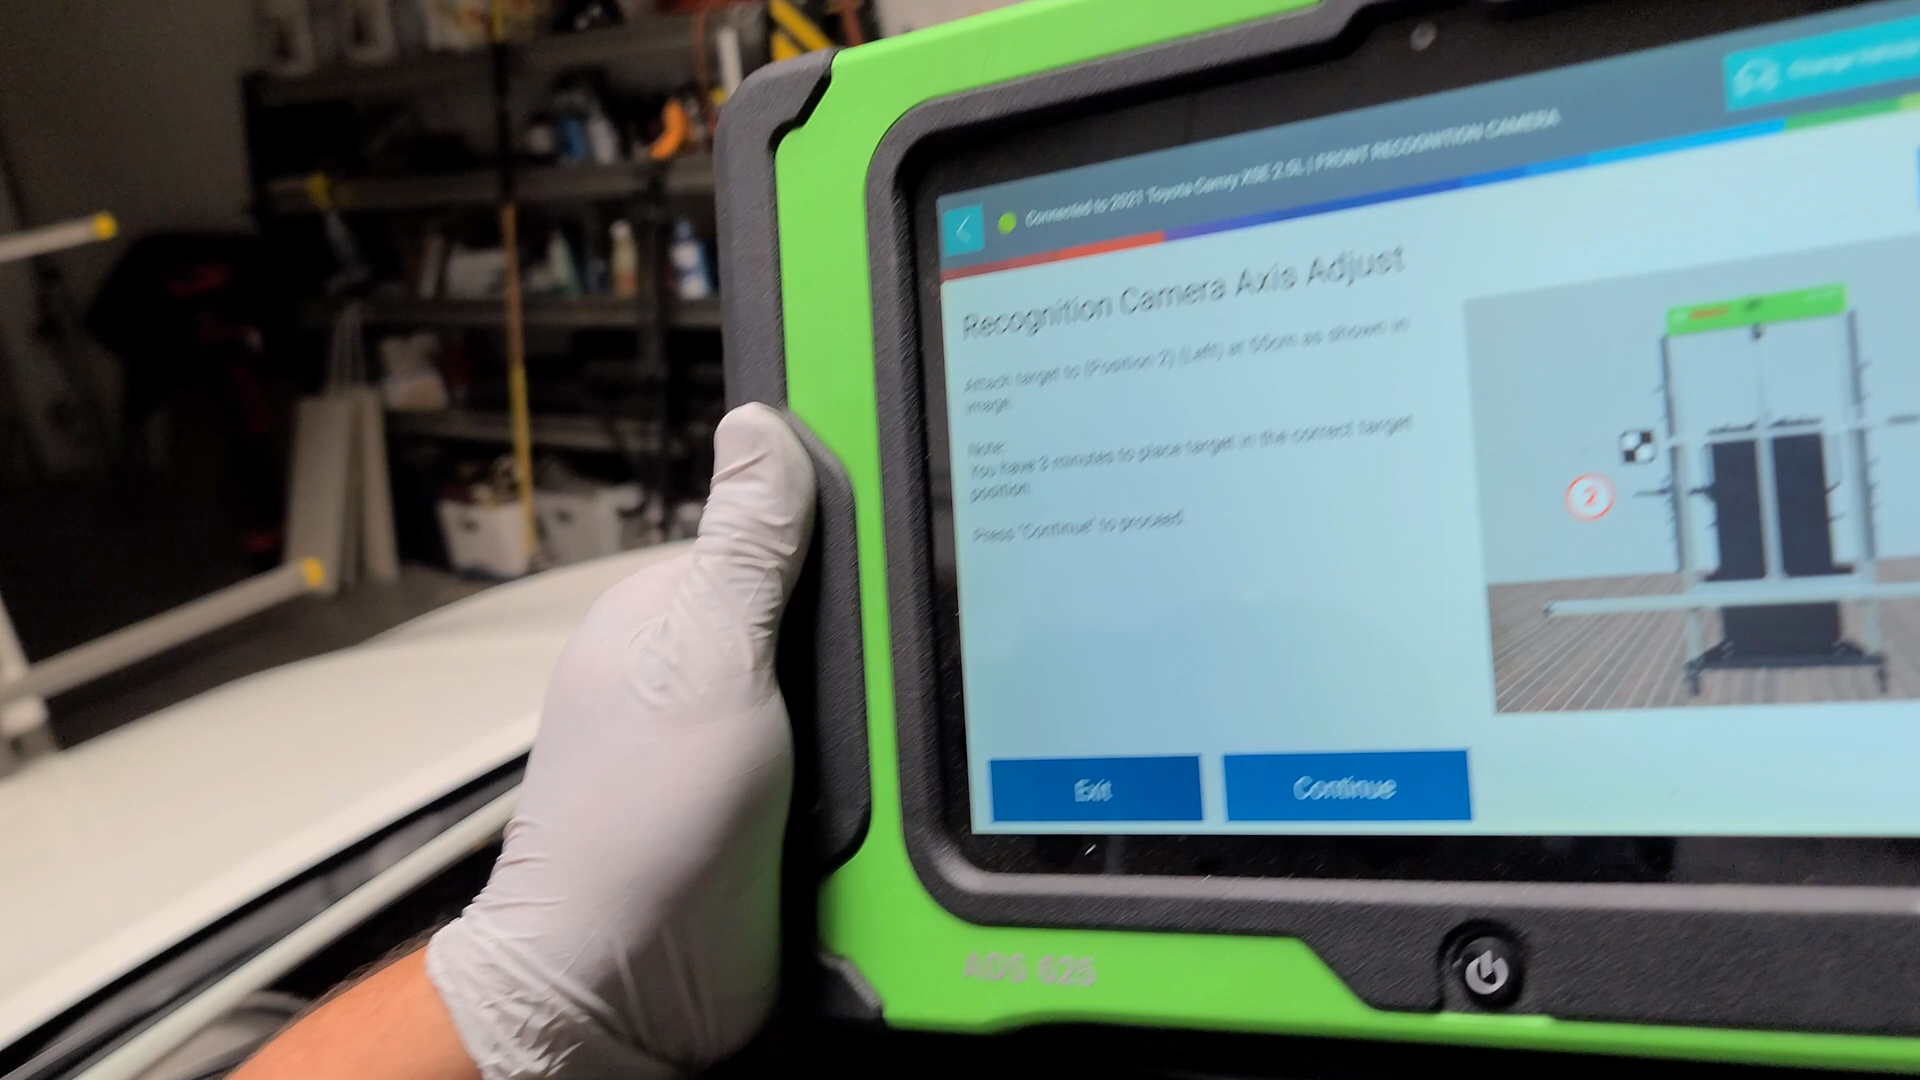 Connected to 2021 Toyota Camry XSE 2.5L | FRONT RECOGNITION CAMERA
Change Vehicle
Recognition Camera Axis Adjust
Attach target to (Position 2) (Left) at 55cm as shown in
image.
Note:
You have 3 minutes to place target in the correct target
position.
Press 'Continue' to proceed.
2
Exit
Continue
ADS 625